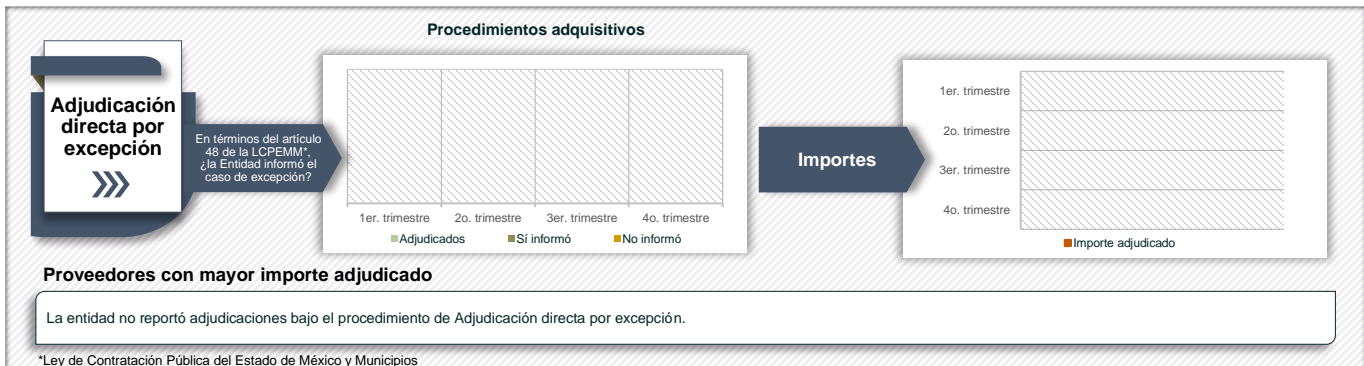 Procedimientos adquisitivos
Adjudicación
directa por
excepción
En términos del artículo
48 de la LCPEMM*,
¿la Entidad informó el
caso de excepción?
1er. trimestre 2o. trimestre 3er. trimestre 4o. trimestre
Adjudicados Sí informó No informó
Importes
1er. trimestre
2o. trimestre
3er. trimestre
4o. trimestre
Importe adjudicado
Proveedores con mayor importe adjudicado
La entidad no reportó adjudicaciones bajo el procedimiento de Adjudicación directa por excepción.
*Ley de Contratación Pública del Estado de México y Municipios